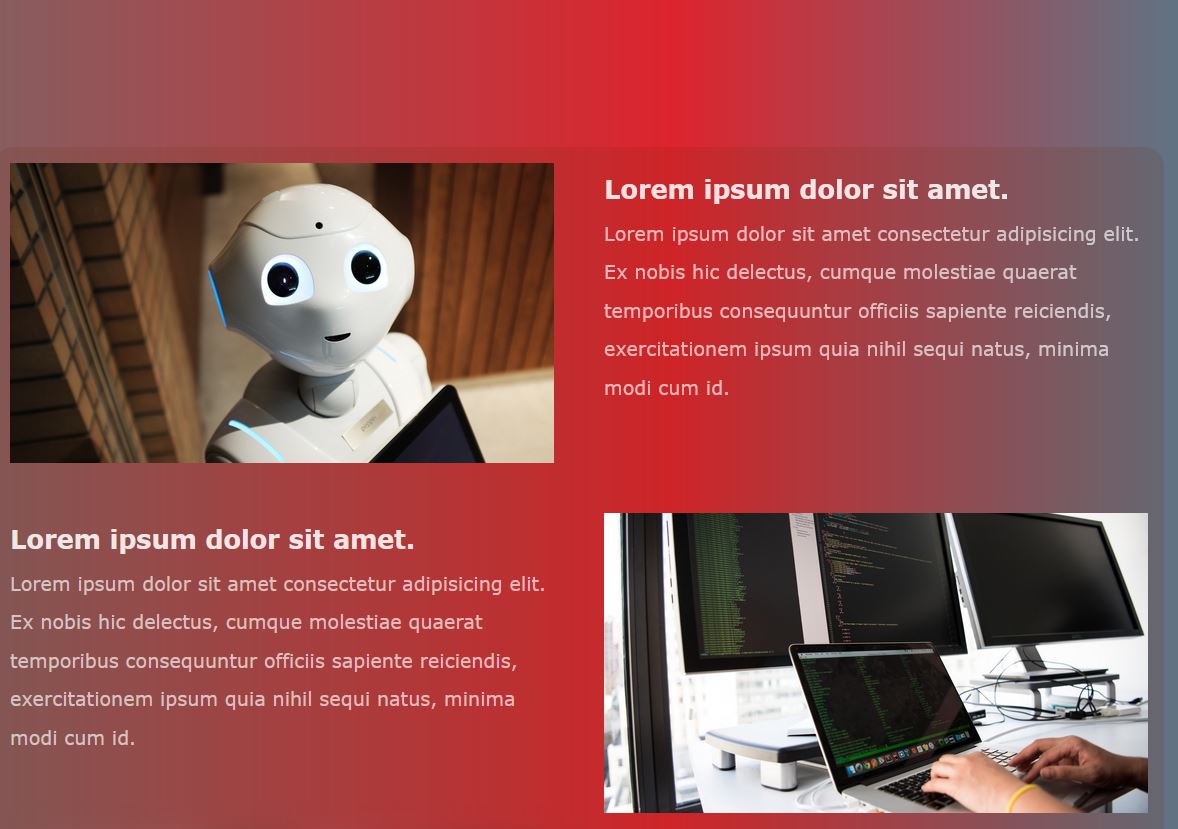 Lorem ipsum dolor sit amet.
Lorem ipsum dolor sit amet consectetur adipisicing elit.
Ex nobis hic delectus, cumque molestiae quaerat
temporibus consequuntur officiis sapiente reiciendis,
exercitationem ipsum quia nihil sequi natus, minima
modi cum id.
Lorem ipsum dolor sit amet.
Lorem ipsum dolor sit amet consectetur adipisicing elit.
Ex nobis hic delectus, cumque molestiae quaerat
temporibus consequuntur officiis sapiente reiciendis,
exercitationem ipsum quia nihil sequi natus, minima
modi cum id.